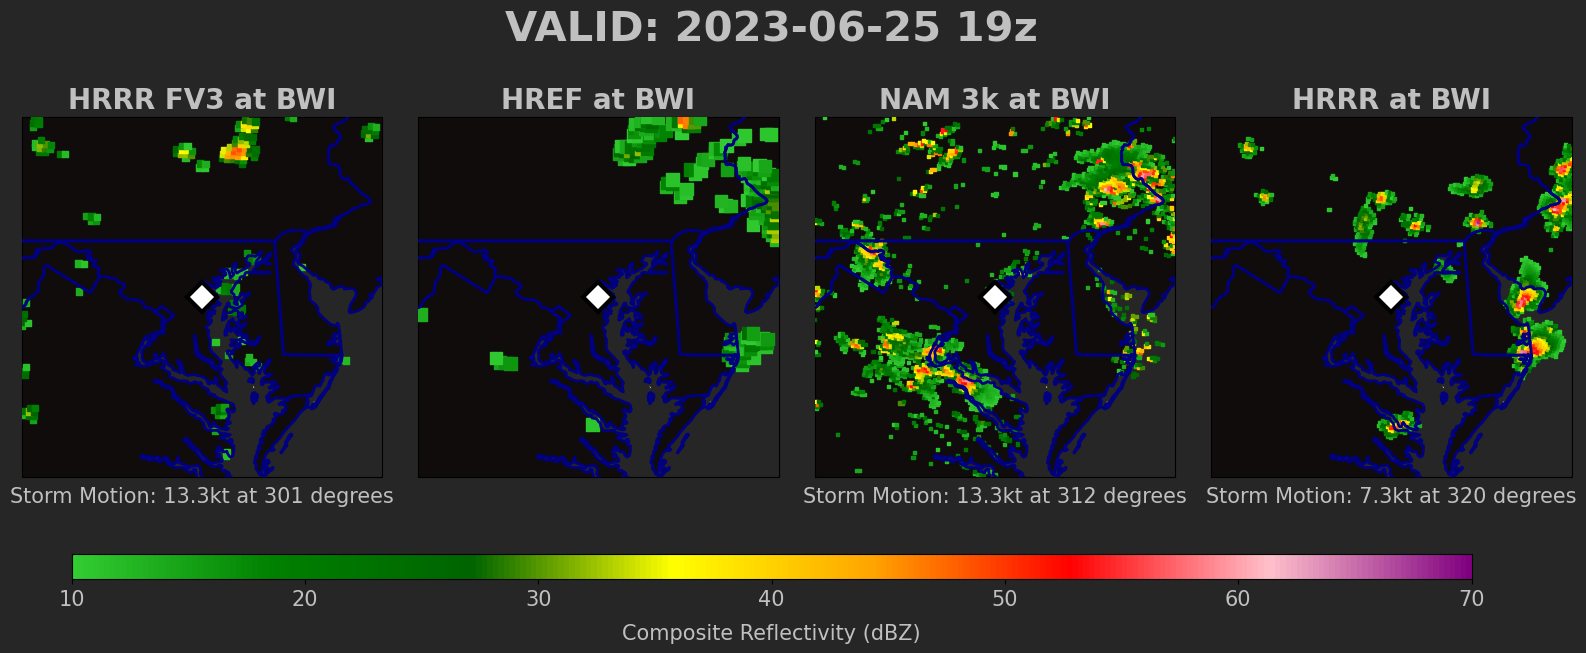 VALID: 2023-06-25 19z
HRRR FV3 at BWI
HREF at BWI
NAM 3k at BWI
HRRR at BWI
Storm Motion: 13.3kt at 301 degrees
Storm Motion: 13.3kt at 312 degrees
Storm Motion: 7.3kt at 320 degrees
10 20 30 40 50 60 70
Composite Reflectivity (dBZ)